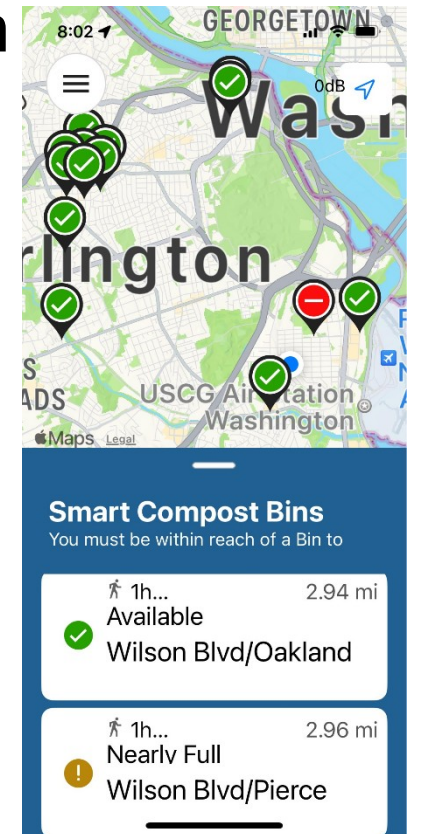 8:02
GEORGETOWN
0dB
Wash
rlington
S
ADS
USCG Air Station
Washington
Maps Legal
Smart Compost Bins
You must be within reach of a Bin to
1h... 2.94 mi
Available
Wilson Blvd/Oakland
1h... 2.96 mi
Nearly Full
Wilson Blvd/Pierce